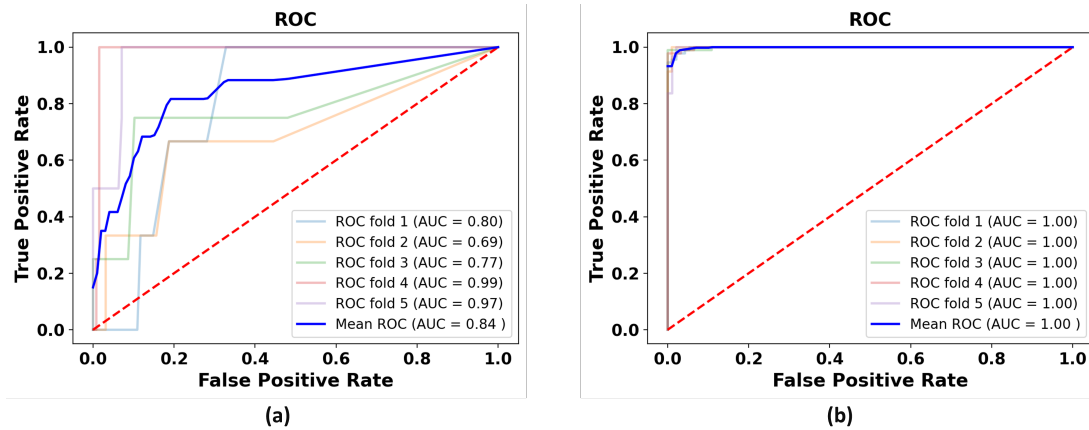 ROC
1.0
0.8
0.6
0.4
0.2
0.0
True Positive Rate
ROC fold 1 (AUC = 0.80)
ROC fold 2 (AUC = 0.69)
ROC fold 3 (AUC = 0.77)
ROC fold 4 (AUC = 0.99)
ROC fold 5 (AUC = 0.97)
Mean ROC (AUC = 0.84 )
0.0 0.2 0.4 0.6 0.8 1.0
False Positive Rate
(a)
ROC
1.0
0.8
0.6
0.4
0.2
0.0
True Positive Rate
ROC fold 1 (AUC = 1.00)
ROC fold 2 (AUC = 1.00)
ROC fold 3 (AUC = 1.00)
ROC fold 4 (AUC = 1.00)
ROC fold 5 (AUC = 1.00)
Mean ROC (AUC = 1.00 )
0.0 0.2 0.4 0.6 0.8 1.0
False Positive Rate
(b)